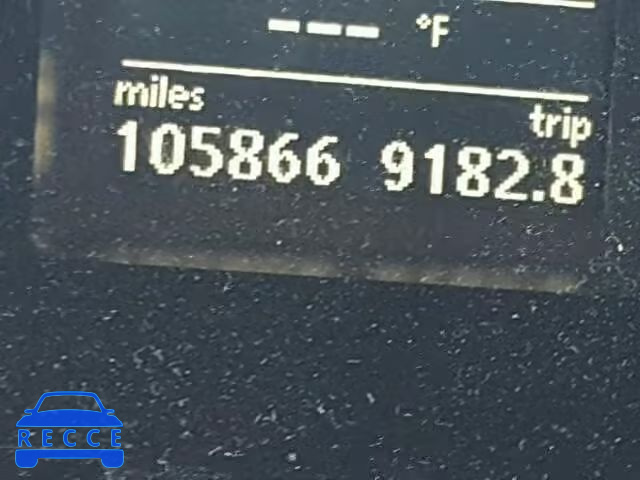 --- °F
miles trip
105866 9182.8
RECCE